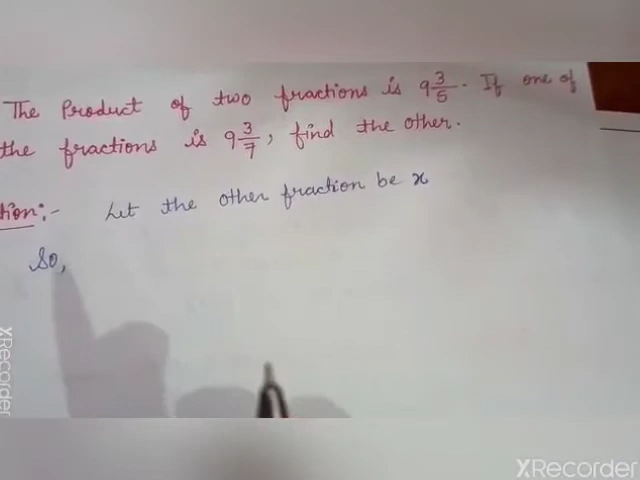 The Product of two fractions is 9 3/5. If one of
the fractions is 9 3/7, find the other.
tion:- Let the other fraction be x
So,
XRecorder
XRecorder